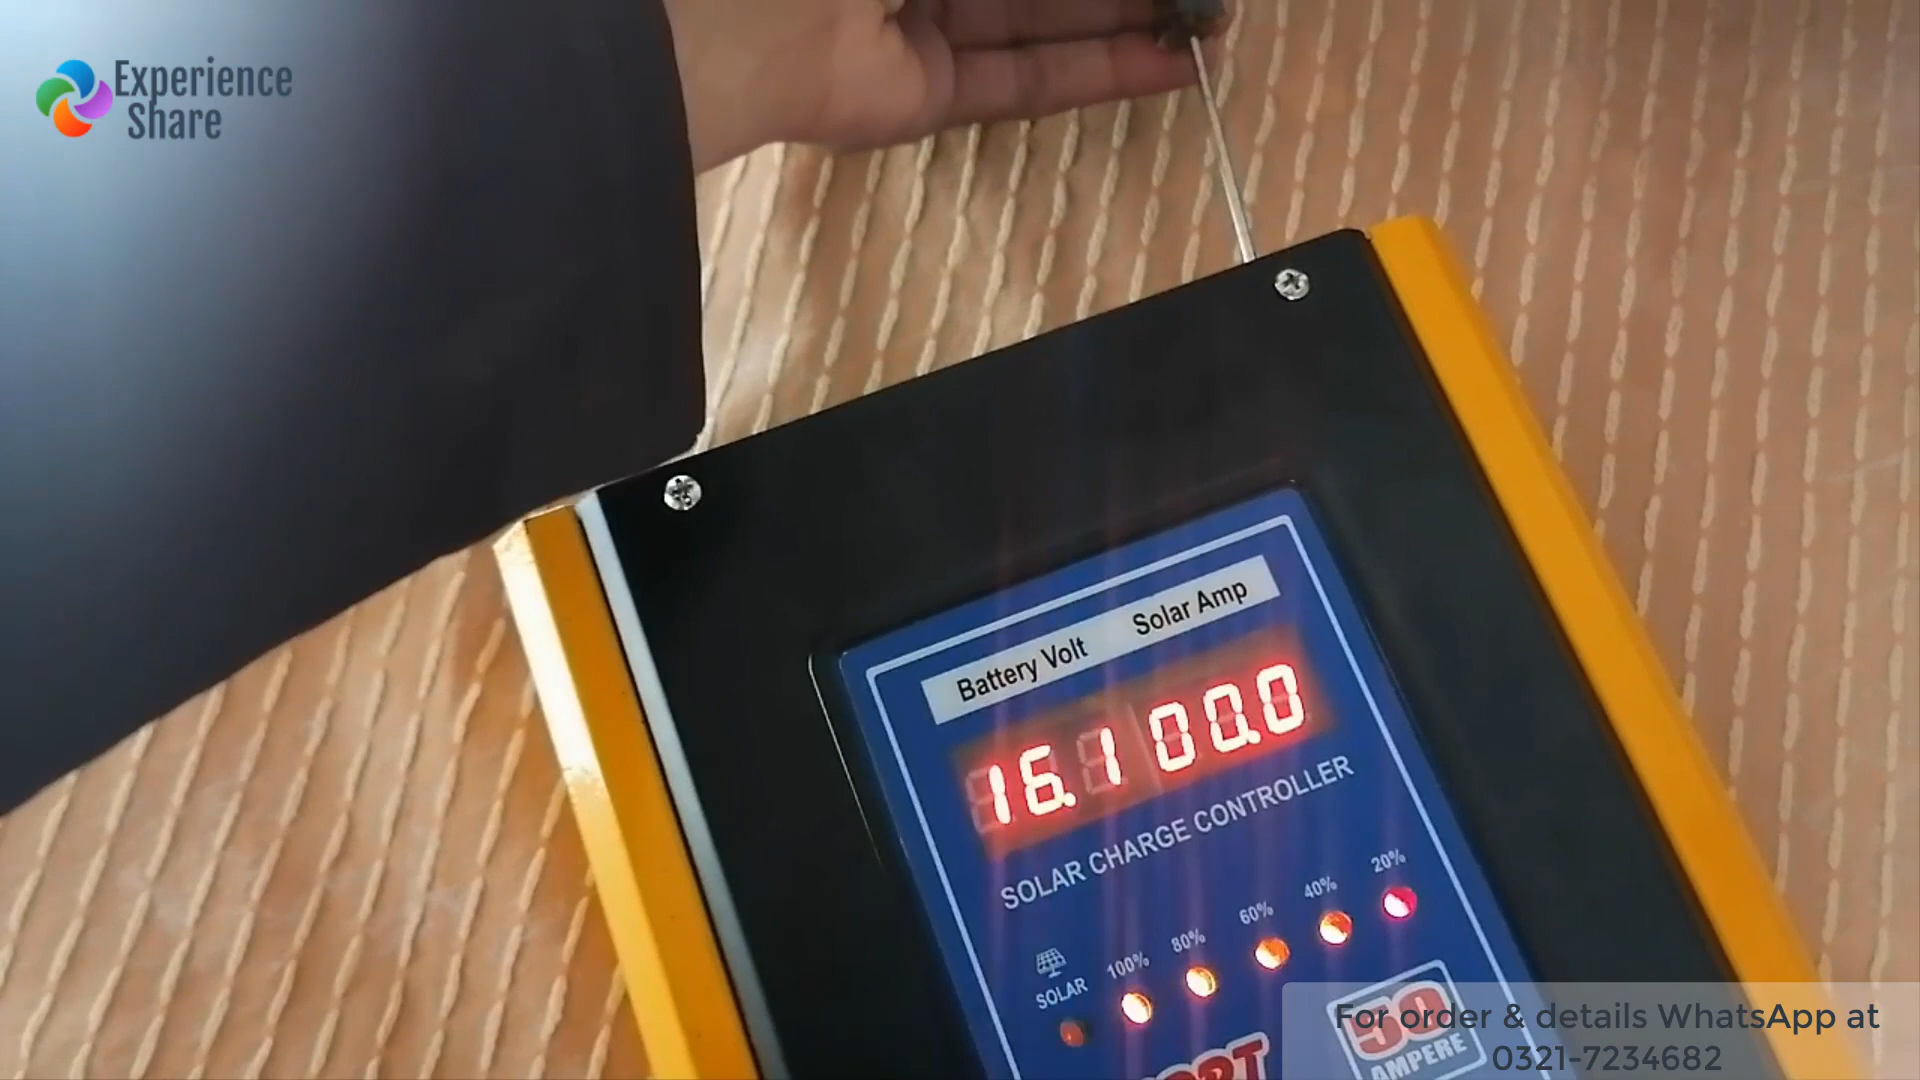 Experience
Share
Battery Volt Solar Amp
16.1 00.0
SOLAR CHARGE CONTROLLER
SOLAR 100% 80% 60% 40% 20%
50
AMPERE
For order & details WhatsApp at
0321-7234682